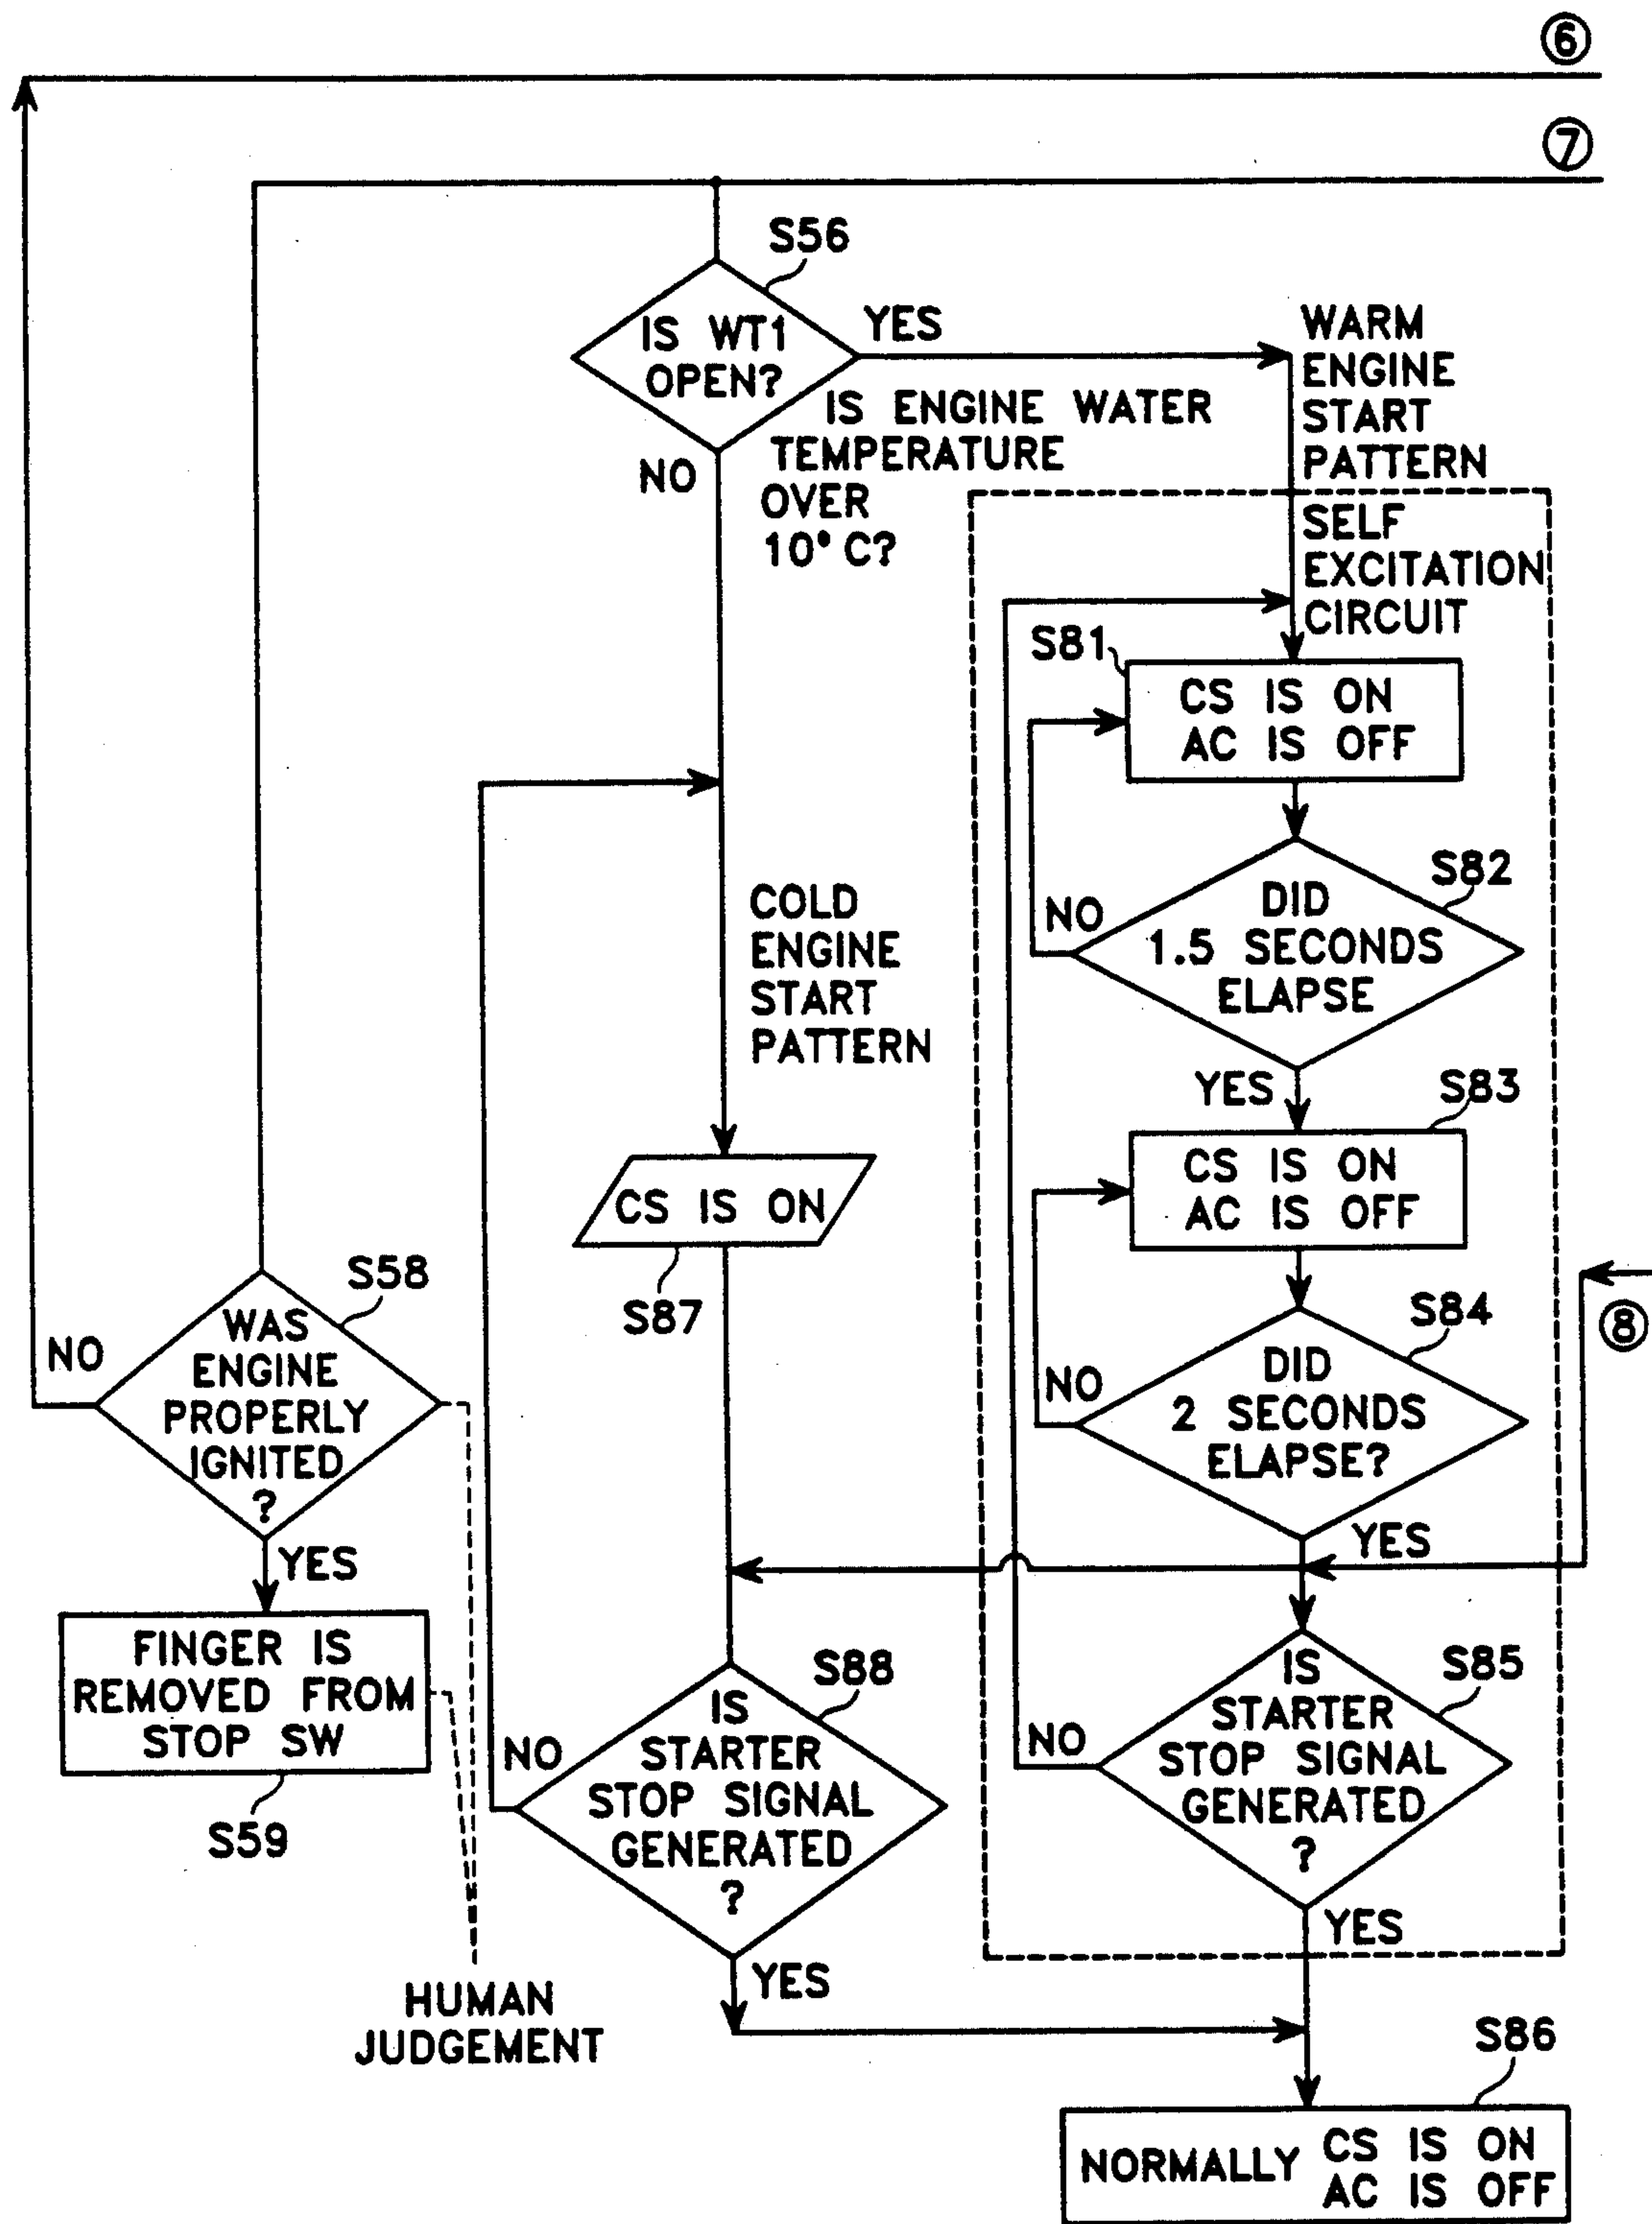 ⑥
⑦
S56
IS WT1
OPEN?
YES
NO
IS ENGINE WATER
TEMPERATURE
OVER
10° C?
WARM
ENGINE
START
PATTERN
SELF
EXCITATION
CIRCUIT
S81
CS IS ON
AC IS OFF
S82
DID
1.5 SECONDS
ELAPSE
NO
YES
S83
CS IS ON
AC IS OFF
S84
DID
2 SECONDS
ELAPSE?
NO
YES
⑧
COLD
ENGINE
START
PATTERN
CS IS ON
S87
S58
WAS
ENGINE
PROPERLY
IGNITED
?
NO
YES
FINGER IS
REMOVED FROM
STOP SW
S59
HUMAN
JUDGEMENT
S88
IS
STARTER
STOP SIGNAL
GENERATED
?
NO
YES
S85
IS
STARTER
STOP SIGNAL
GENERATED
?
NO
YES
S86
NORMALLY CS IS ON
AC IS OFF